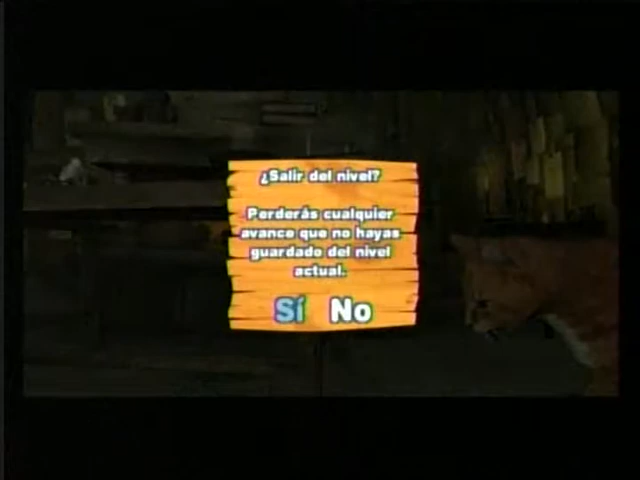 ¿Salir del nivel?
Perderás cualquier
avance que no hayas
guardado del nivel
actual.
Sí No